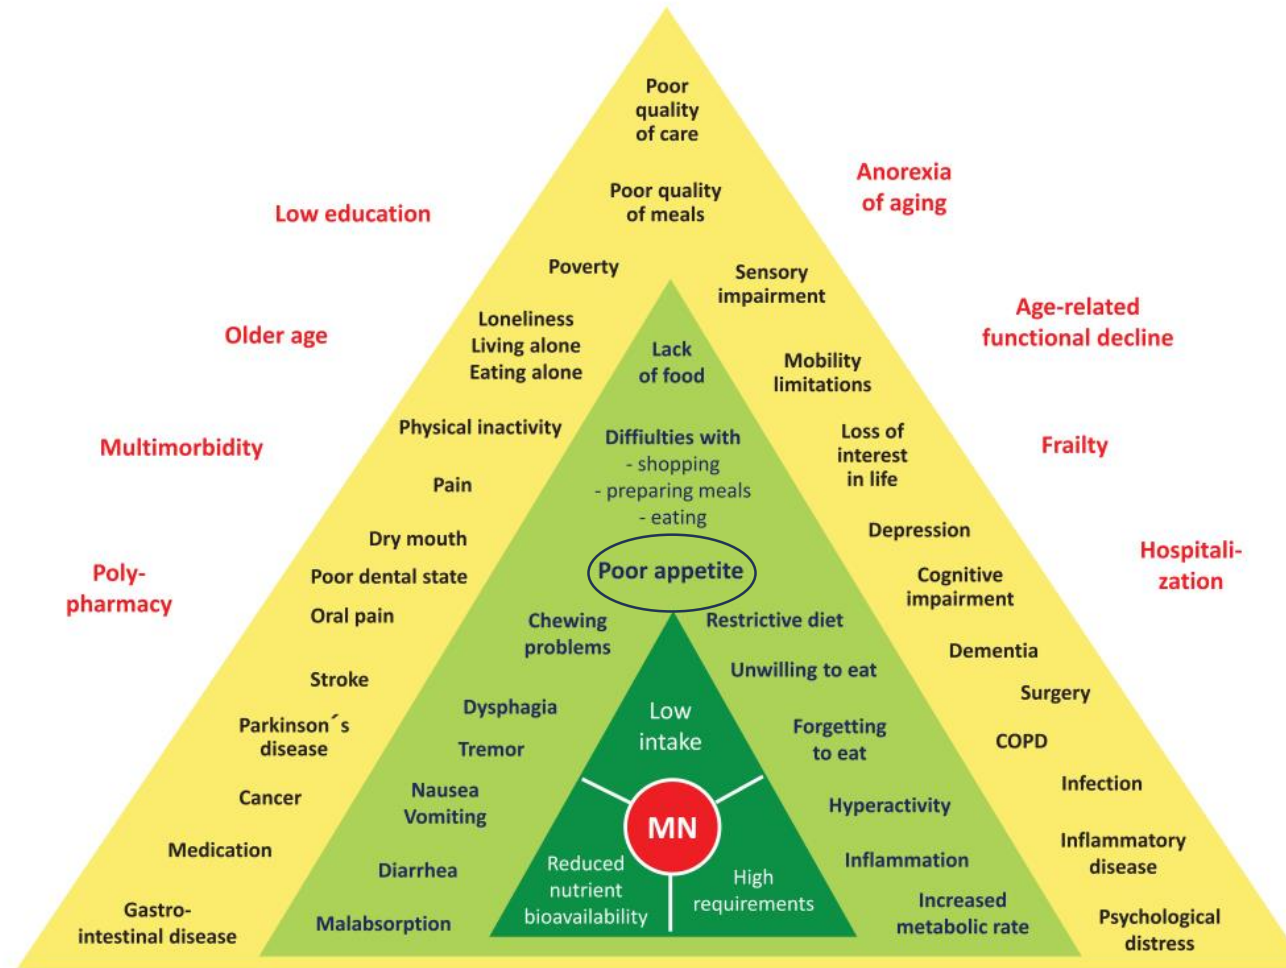 Poor
quality
of care
Poor quality
of meals
Poverty
Loneliness
Living alone
Eating alone
Physical inactivity
Pain
Dry mouth
Poor dental state
Oral pain
Stroke
Parkinson´s
disease
Cancer
Medication
Gastro-
intestinal disease
Sensory
impairment
Mobility
limitations
Loss of
interest
in life
Depression
Cognitive
impairment
Dementia
Surgery
COPD
Infection
Inflammatory
disease
Psychological
distress
Low education
Older age
Multimorbidity
Poly-
pharmacy
Anorexia
of aging
Age-related
functional decline
Frailty
Hospitali-
zation
Lack
of food
Diffiulties with
- shopping
- preparing meals
- eating
Poor appetite
Chewing
problems
Dysphagia
Tremor
Nausea
Vomiting
Diarrhea
Malabsorption
Restrictive diet
Unwilling to eat
Forgetting
to eat
Hyperactivity
Inflammation
Increased
metabolic rate
Low
intake
MN
Reduced
nutrient
bioavailability
High
requirements